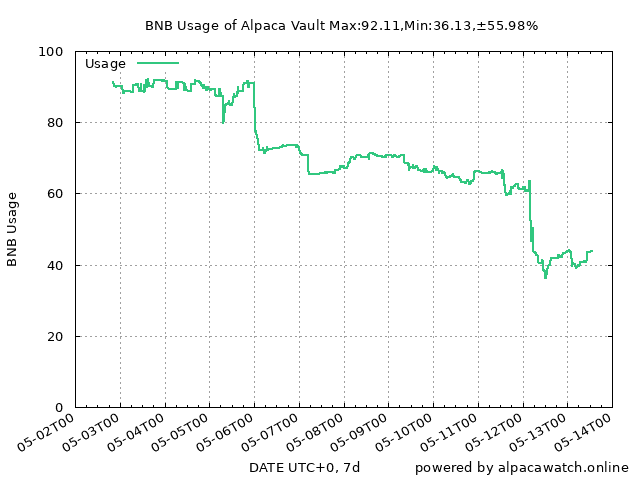 BNB Usage of Alpaca Vault Max:92.11,Min:36.13,±55.98%
Usage
100
80
60
40
20
0
BNB Usage
05-02T00
05-03T00
05-04T00
05-05T00
05-06T00
05-07T00
05-08T00
05-09T00
05-10T00
05-11T00
05-12T00
05-13T00
05-14T00
DATE UTC+0, 7d
powered by alpacawatch.online